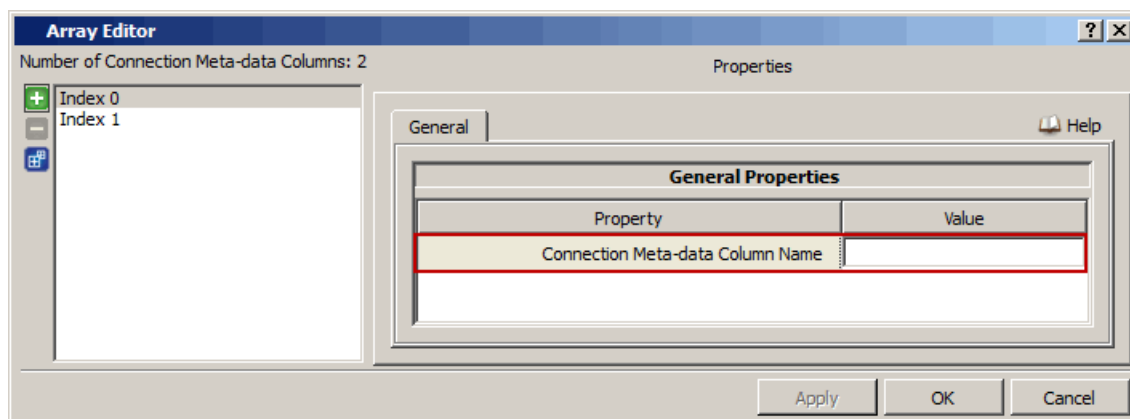 Array Editor
Number of Connection Meta-data Columns: 2
Properties
Index 0
Index 1
General
Help
General Properties
Property Value
Connection Meta-data Column Name
Apply OK Cancel